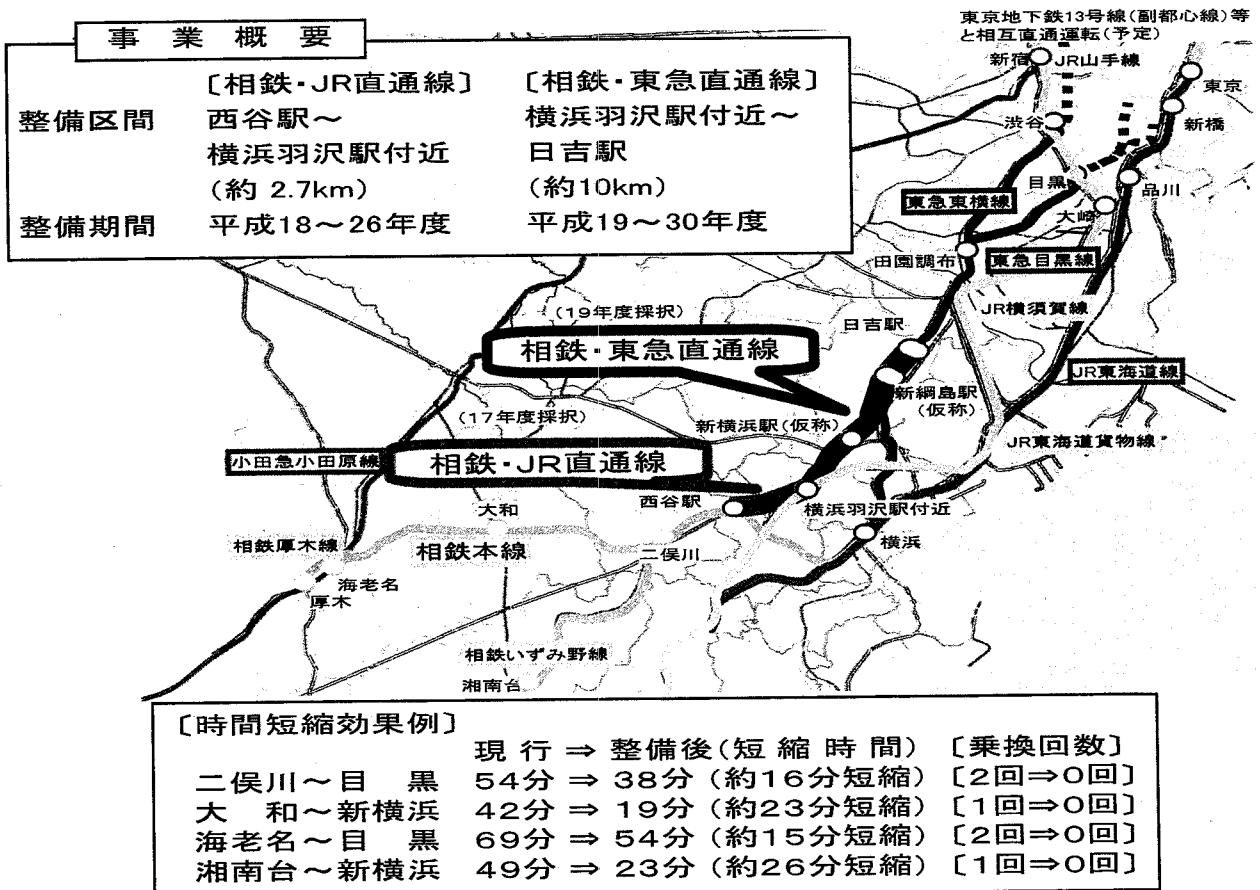 東京地下鉄13号線(副都心線)等
と相互直通運転(予定)
事業概要
〔相鉄・JR直通線〕 〔相鉄・東急直通線〕
整備区間 西谷駅～ 横浜羽沢駅付近～
横浜羽沢駅付近 日吉駅
(約 2.7km) (約10km)
整備期間 平成18～26年度 平成19～30年度
新宿
JR山手線
東京
新橋
渋谷
目黒
品川
大崎
東急東横線
田園調布
東急目黒線
JR横須賀線
日吉駅
(19年度採択)
相鉄・東急直通線
JR東海道線
新綱島駅
(仮称)
(17年度採択)
新横浜駅(仮称)
JR東海道貨物線
小田急小田原線
相鉄・JR直通線
西谷駅
横浜羽沢駅付近
大和
横浜
相鉄厚木線
相鉄本線
二俣川
海老名
厚木
相鉄いずみ野線
湘南台
〔時間短縮効果例〕
現行 ⇒ 整備後(短縮時間) 〔乗換回数〕
二俣川～目 黒 54分 ⇒ 38分 (約16分短縮) 〔2回⇒0回〕
大 和～新横浜 42分 ⇒ 19分 (約23分短縮) 〔1回⇒0回〕
海老名～目 黒 69分 ⇒ 54分 (約15分短縮) 〔2回⇒0回〕
湘南台～新横浜 49分 ⇒ 23分 (約26分短縮) 〔1回⇒0回〕